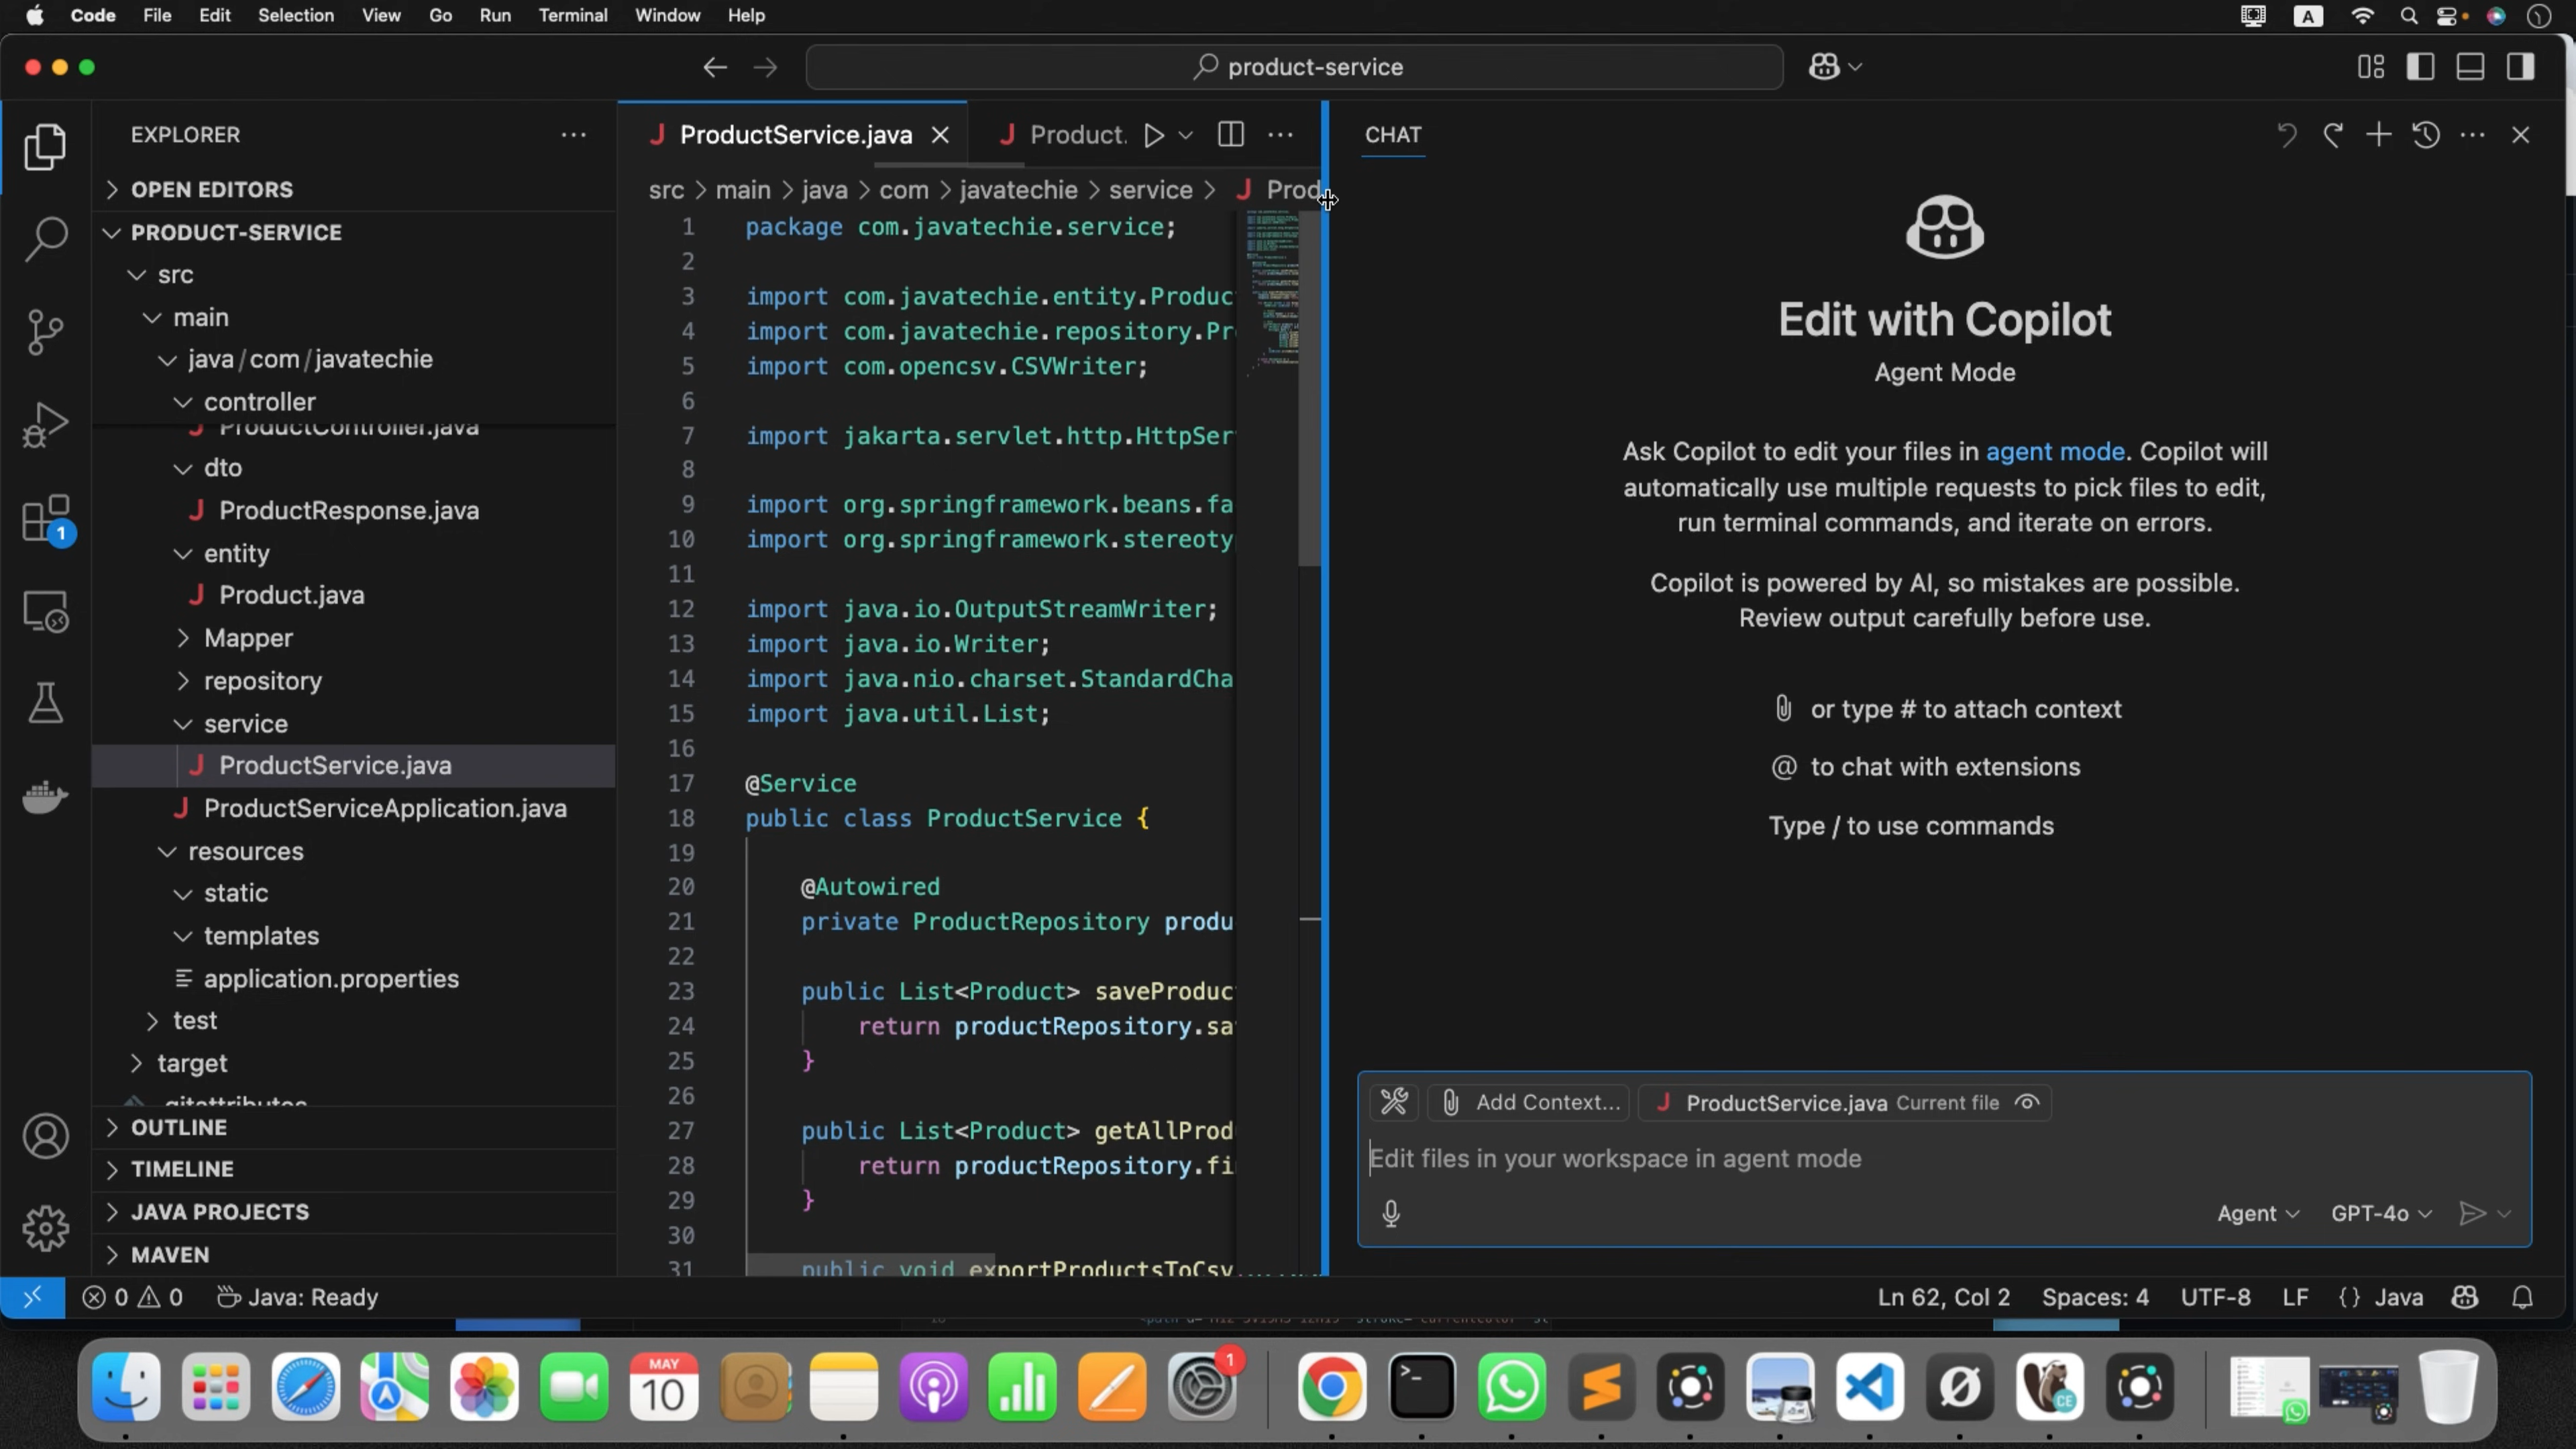 Code File Edit Selection View Go Run Terminal Window Help A
product-service
EXPLORER
OPEN EDITORS
PRODUCT-SERVICE
src
main
java/com/javatechie
controller
ProductController.java
dto
ProductResponse.java
entity
Product.java
Mapper
repository
service
ProductService.java
ProductServiceApplication.java
resources
static
templates
application.properties
test
target
.gitattributes
OUTLINE
TIMELINE
JAVA PROJECTS
MAVEN
1
ProductService.java Product.
src > main > java > com > javatechie > service > J Prod
1 package com.javatechie.service;
2
3 import com.javatechie.entity.Produc
4 import com.javatechie.repository.Pr
5 import com.opencsv.CSVWriter;
6
7 import jakarta.servlet.http.HttpSer
8
9 import org.springframework.beans.fa
10 import org.springframework.stereoty
11
12 import java.io.OutputStreamWriter;
13 import java.io.Writer;
14 import java.nio.charset.StandardCha
15 import java.util.List;
16
17 @Service
18 public class ProductService {
19
20 @Autowired
21 private ProductRepository produ
22
23 public List<Product> saveProduc
24 return productRepository.sa
25 }
26
27 public List<Product> getAllProd
28 return productRepository.fi
29 }
30
31 public void exportProductsToCsv
CHAT
Edit with Copilot
Agent Mode
Ask Copilot to edit your files in agent mode. Copilot will
automatically use multiple requests to pick files to edit,
run terminal commands, and iterate on errors.
Copilot is powered by AI, so mistakes are possible.
Review output carefully before use.
or type # to attach context
@ to chat with extensions
Type / to use commands
Add Context... J ProductService.java Current file
Edit files in your workspace in agent mode
Agent GPT-4o
0 0 Java: Ready Ln 62, Col 2 Spaces: 4 UTF-8 LF {} Java
MAY
10
1
CE